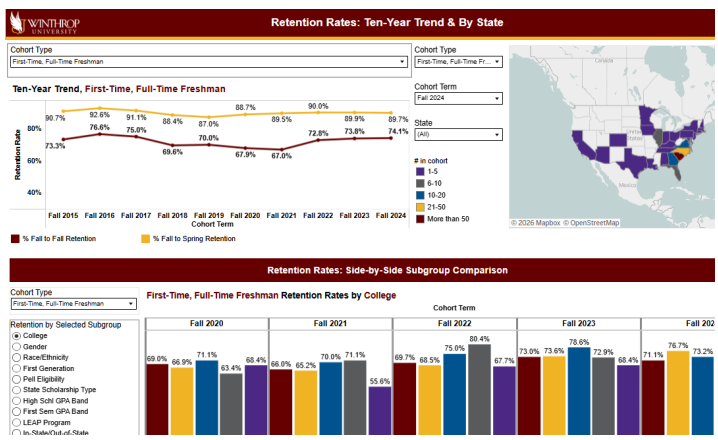 WINTHROP
UNIVERSITY
Retention Rates: Ten-Year Trend & By State
Cohort Type
First-Time, Full-Time Freshman
Cohort Type
First-Time, Full-Time Fr...
Ten-Year Trend, First-Time, Full-Time Freshman
Cohort Term
Fall 2024
State
(All)
# in cohort
1-5
6-10
10-20
21-50
More than 50
Retention Rate
80%
60%
40%
90.7%
92.6%
91.1%
88.4%
87.0%
88.7%
89.5%
90.0%
89.9%
89.7%
73.3%
76.6%
75.0%
69.6%
70.0%
67.9%
67.0%
72.8%
73.8%
74.1%
Fall 2015 Fall 2016 Fall 2017 Fall 2018 Fall 2019 Fall 2020 Fall 2021 Fall 2022 Fall 2023 Fall 2024
Cohort Term
% Fall to Fall Retention
% Fall to Spring Retention
Canada
United States
Mexico
© 2026 Mapbox © OpenStreetMap
Retention Rates: Side-by-Side Subgroup Comparison
Cohort Type
First-Time, Full-Time Freshman
First-Time, Full-Time Freshman Retention Rates by College
Cohort Term
Retention by Selected Subgroup
College
Gender
Race/Ethnicity
First Generation
Pell Eligibility
State Scholarship Type
High Schl GPA Band
First Sem GPA Band
LEAP Program
In-State/Out-of-State
Fall 2020
Fall 2021
Fall 2022
Fall 2023
Fall 202
69.0% 66.9% 71.1% 63.4% 68.4%
66.0% 65.2% 70.0% 71.1% 55.6%
69.7% 68.5% 75.0% 80.4% 67.7%
73.0% 73.6% 78.6% 72.9% 68.4%
71.1% 76.7% 73.2%